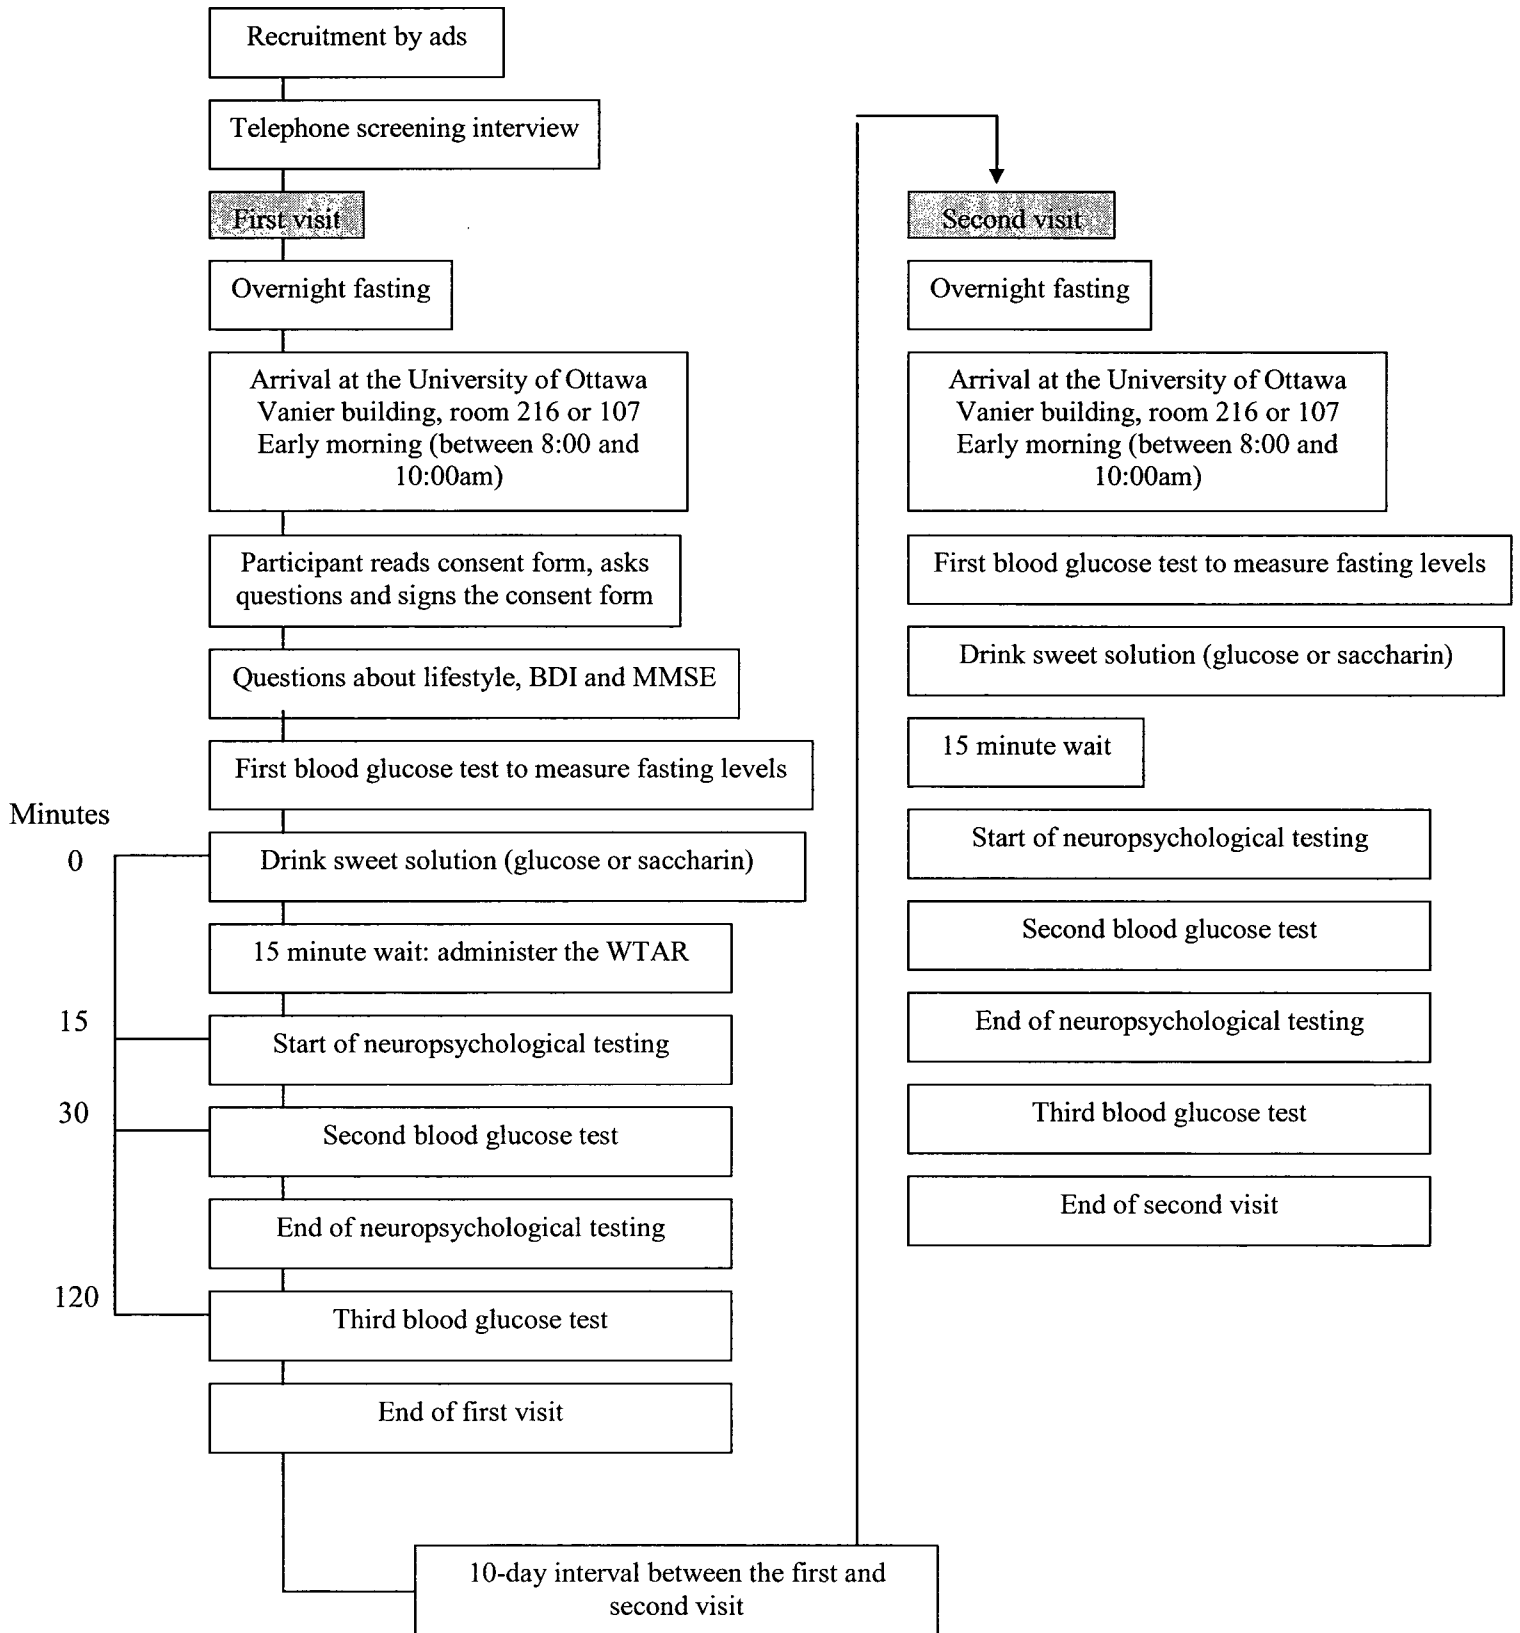 Recruitment by ads
Telephone screening interview
First visit
Overnight fasting
Arrival at the University of Ottawa
Vanier building, room 216 or 107
Early morning (between 8:00 and
10:00am)
Participant reads consent form, asks
questions and signs the consent form
Questions about lifestyle, BDI and MMSE
First blood glucose test to measure fasting levels
Minutes
0
Drink sweet solution (glucose or saccharin)
15 minute wait: administer the WTAR
15
Start of neuropsychological testing
30
Second blood glucose test
End of neuropsychological testing
120
Third blood glucose test
End of first visit
10-day interval between the first and
second visit
Second visit
Overnight fasting
Arrival at the University of Ottawa
Vanier building, room 216 or 107
Early morning (between 8:00 and
10:00am)
First blood glucose test to measure fasting levels
Drink sweet solution (glucose or saccharin)
15 minute wait
Start of neuropsychological testing
Second blood glucose test
End of neuropsychological testing
Third blood glucose test
End of second visit